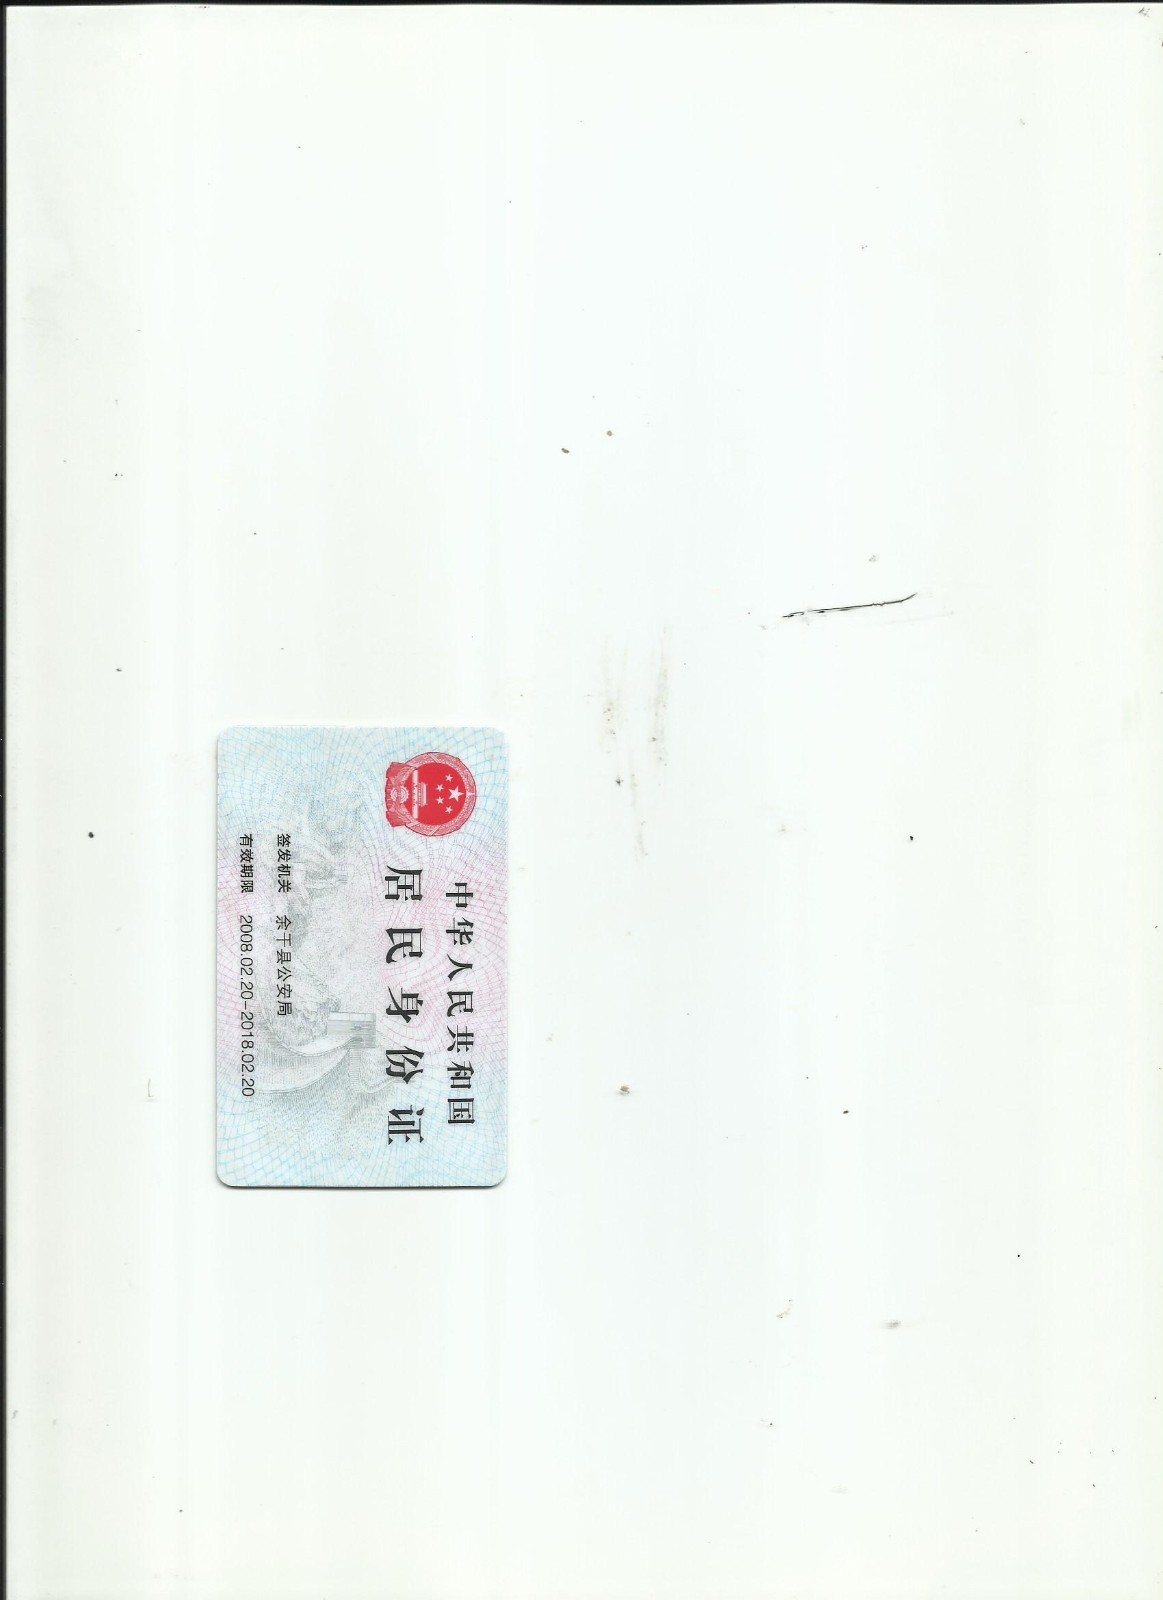 中华人民共和国
居民身份证
签发机关 余干县公安局
有效期限 2008.02.20-2018.02.20